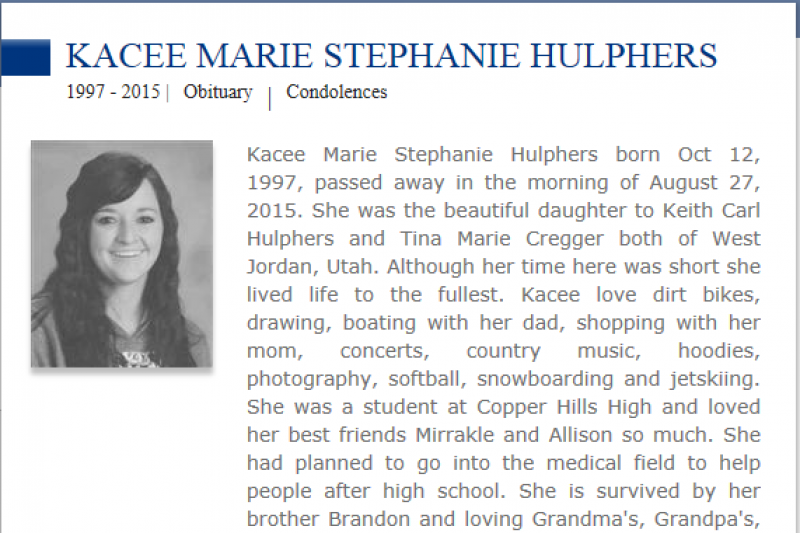 KACEE MARIE STEPHANIE HULPHERS
1997 - 2015 | Obituary | Condolences
Kacee Marie Stephanie Hulphers born Oct 12,
1997, passed away in the morning of August 27,
2015. She was the beautiful daughter to Keith Carl
Hulphers and Tina Marie Cregger both of West
Jordan, Utah. Although her time here was short she
lived life to the fullest. Kacee love dirt bikes,
drawing, boating with her dad, shopping with her
mom, concerts, country music, hoodies,
photography, softball, snowboarding and jetskiing.
She was a student at Copper Hills High and loved
her best friends Mirrakle and Allison so much. She
had planned to go into the medical field to help
people after high school. She is survived by her
brother Brandon and loving Grandma's, Grandpa's,